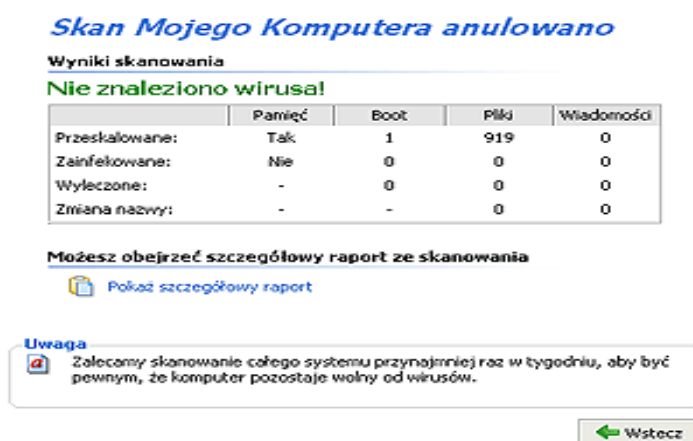 Skan Mojego Komputera anulowano
Wyniki skanowania
Nie znaleziono wirusa!
Pamięć Boot Pliki Wiadomości
Przeskalowane: Tak 1 919 0
Zainfekowane: Nie 0 0 0
Wyleczone: - 0 0 0
Zmiana nazwy: - - 0 0
Możesz obejrzeć szczegółowy raport ze skanowania
Pokaż szczegółowy raport
Uwaga
Zalecamy skanowanie całego systemu przynajmniej raz w tygodniu, aby być
pewnym, że komputer pozostaje wolny od wirusów.
Wstecz